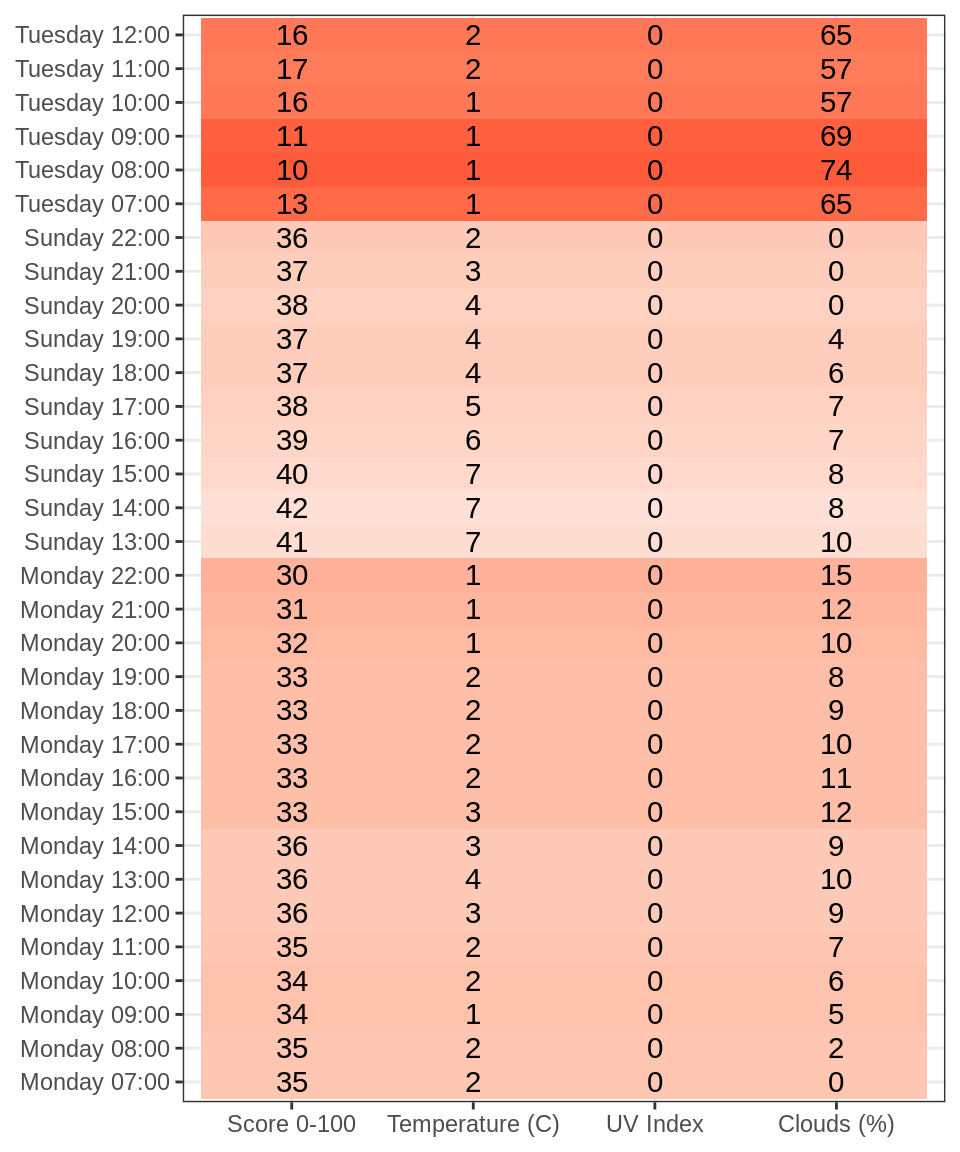 Tuesday 12:00 16 2 0 65
Tuesday 11:00 17 2 0 57
Tuesday 10:00 16 1 0 57
Tuesday 09:00 11 1 0 69
Tuesday 08:00 10 1 0 74
Tuesday 07:00 13 1 0 65
Sunday 22:00 36 2 0 0
Sunday 21:00 37 3 0 0
Sunday 20:00 38 4 0 0
Sunday 19:00 37 4 0 4
Sunday 18:00 37 4 0 6
Sunday 17:00 38 5 0 7
Sunday 16:00 39 6 0 7
Sunday 15:00 40 7 0 8
Sunday 14:00 42 7 0 8
Sunday 13:00 41 7 0 10
Monday 22:00 30 1 0 15
Monday 21:00 31 1 0 12
Monday 20:00 32 1 0 10
Monday 19:00 33 2 0 8
Monday 18:00 33 2 0 9
Monday 17:00 33 2 0 10
Monday 16:00 33 2 0 11
Monday 15:00 33 3 0 12
Monday 14:00 36 3 0 9
Monday 13:00 36 4 0 10
Monday 12:00 36 3 0 9
Monday 11:00 35 2 0 7
Monday 10:00 34 2 0 6
Monday 09:00 34 1 0 5
Monday 08:00 35 2 0 2
Monday 07:00 35 2 0 0
Score 0-100 Temperature (C) UV Index Clouds (%)